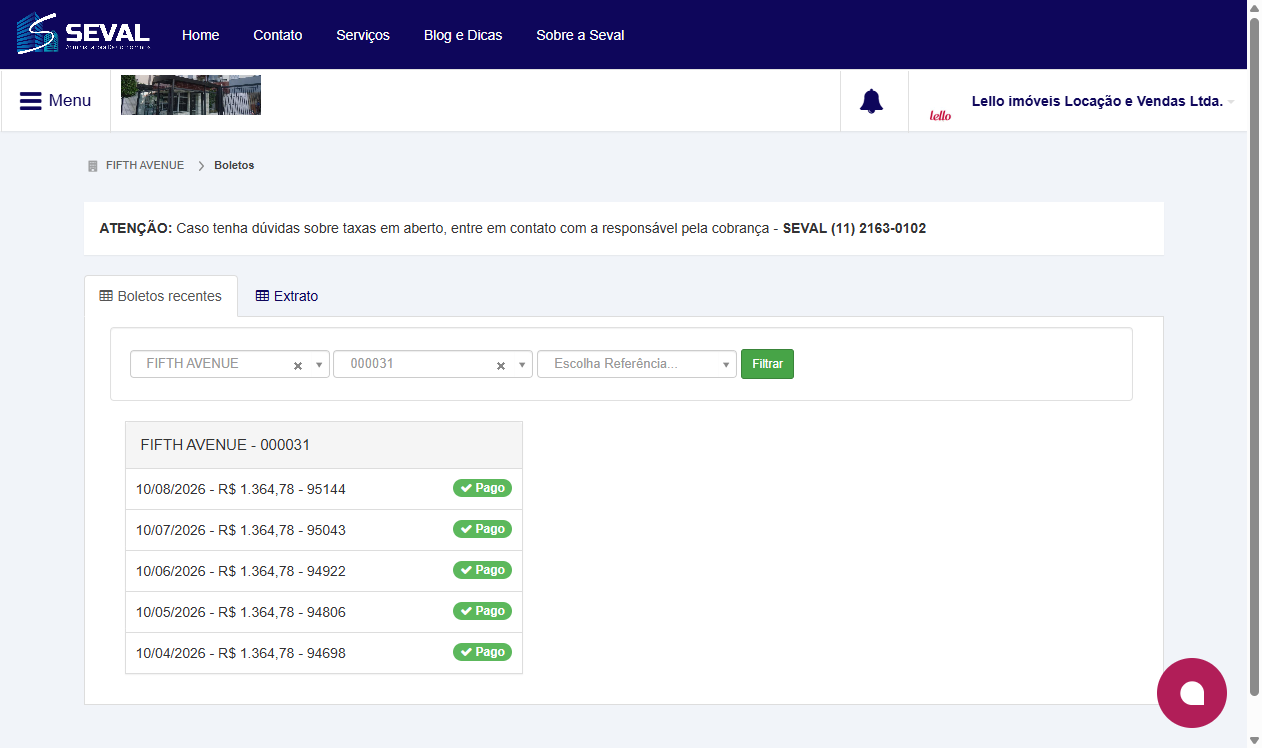 SEVAL
Home
Contato
Serviços
Blog e Dicas
Sobre a Seval
Menu
lello
Lello imóveis Locação e Vendas Ltda.
FIFTH AVENUE
Boletos
ATENÇÃO: Caso tenha dúvidas sobre taxas em aberto, entre em contato com a responsável pela cobrança - SEVAL (11) 2163-0102
Boletos recentes
Extrato
FIFTH AVENUE
000031
Escolha Referência...
Filtrar
FIFTH AVENUE - 000031
10/08/2026 - R$ 1.364,78 - 95144
Pago
10/07/2026 - R$ 1.364,78 - 95043
Pago
10/06/2026 - R$ 1.364,78 - 94922
Pago
10/05/2026 - R$ 1.364,78 - 94806
Pago
10/04/2026 - R$ 1.364,78 - 94698
Pago